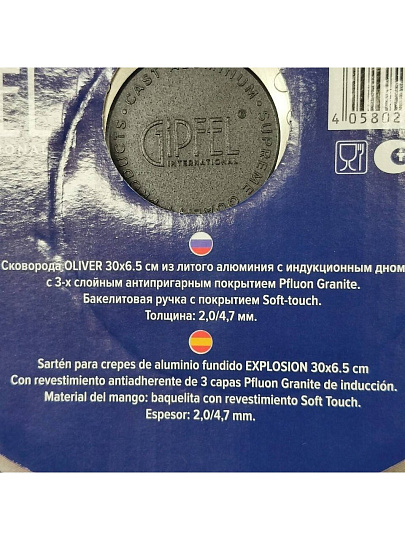 CAST ALUMINUM • SUPREME
PRODUCTS
GIPFEL®
INTERNATIONAL
4 05802
Сковорода OLIVER 30x6.5 см из литого алюминия с индукционным дном
с 3-х слойным антипригарным покрытием Pfluon Granite.
Бакелитовая ручка с покрытием Soft-touch.
Толщина: 2,0/4,7 мм.
Sartén para crepes de aluminio fundido EXPLOSION 30x6.5 cm
Con revestimiento antiadherente de 3 capas Pfluon Granite de inducción.
Material del mango: baquelita con revestimiento Soft Touch.
Espesor: 2,0/4,7 mm.